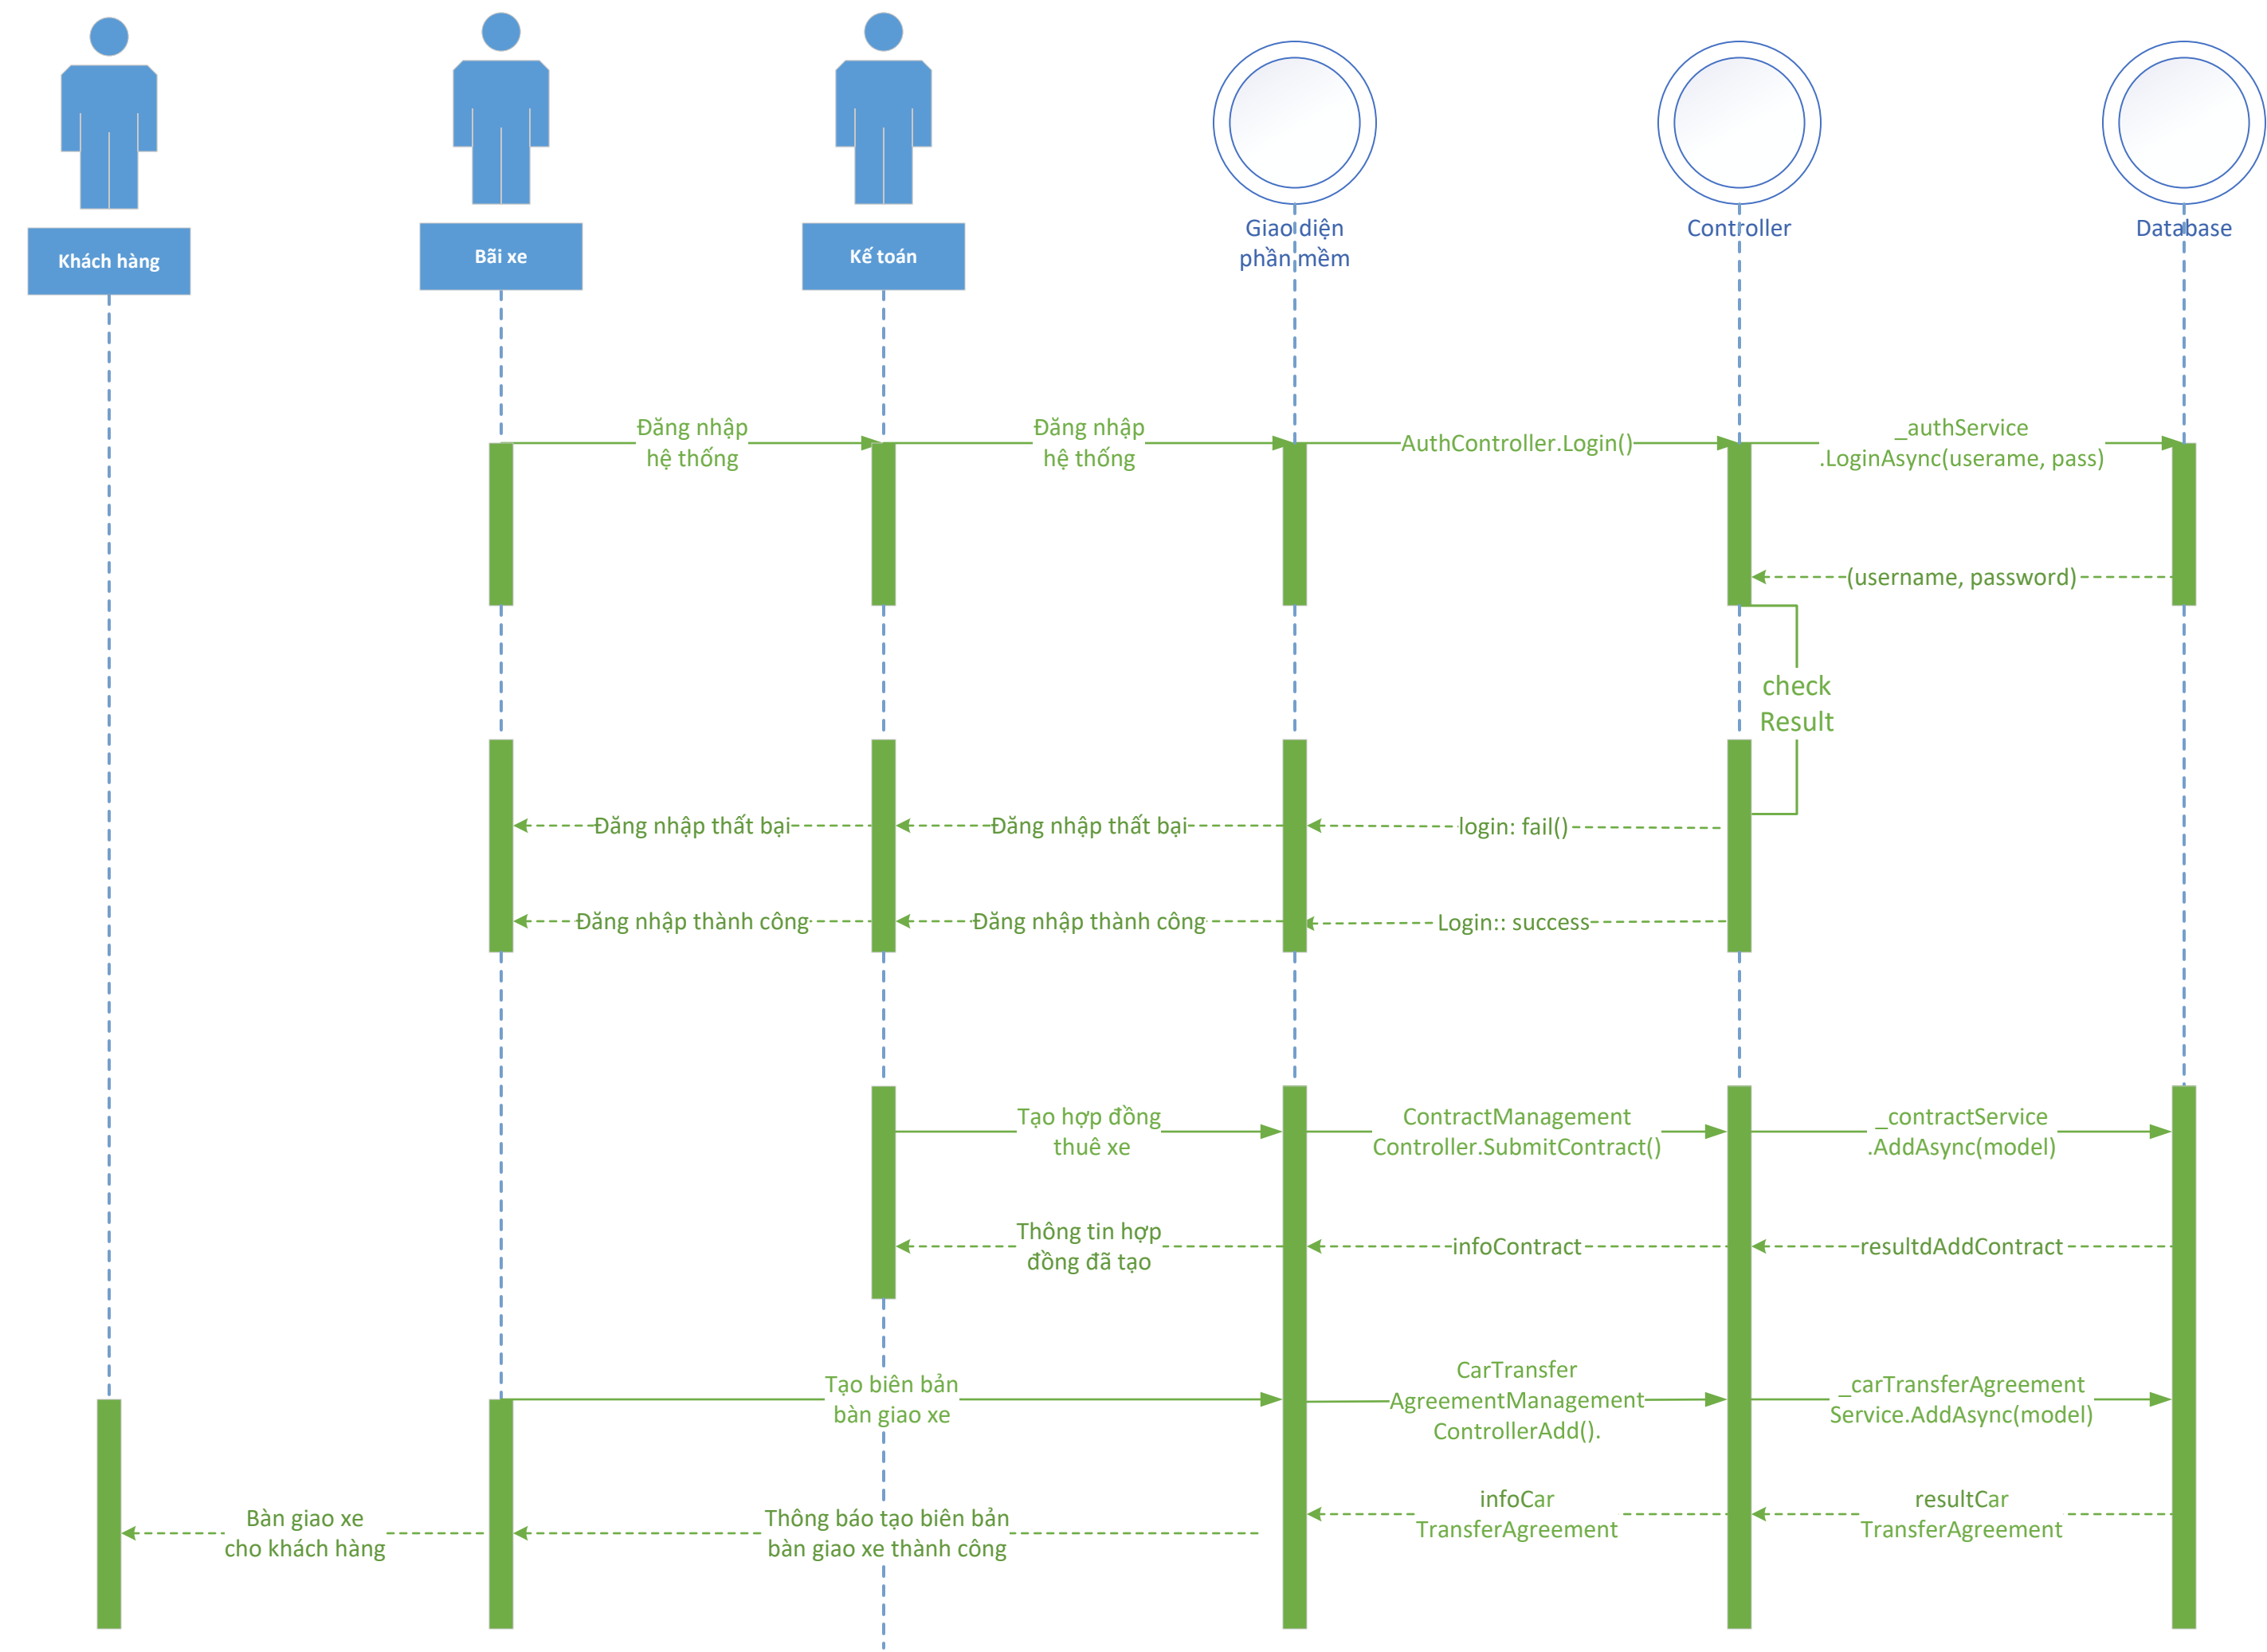 Khách hàng
Bãi xe
Kế toán
Giao diện
phần mềm
Controller
Database
Đăng nhập
hệ thống
Đăng nhập
hệ thống
AuthController.Login()
_authService
.LoginAsync(userame, pass)
(username, password)
check
Result
Đăng nhập thất bại
Đăng nhập thất bại
login: fail()
Đăng nhập thành công
Đăng nhập thành công
Login:: success
Tạo hợp đồng
thuê xe
ContractManagement
Controller.SubmitContract()
_contractService
.AddAsync(model)
Thông tin hợp
đồng đã tạo
infoContract
resultdAddContract
Tạo biên bản
bàn giao xe
CarTransfer
AgreementManagement
ControllerAdd().
_carTransferAgreement
Service.AddAsync(model)
Bàn giao xe
cho khách hàng
Thông báo tạo biên bản
bàn giao xe thành công
infoCar
TransferAgreement
resultCar
TransferAgreement